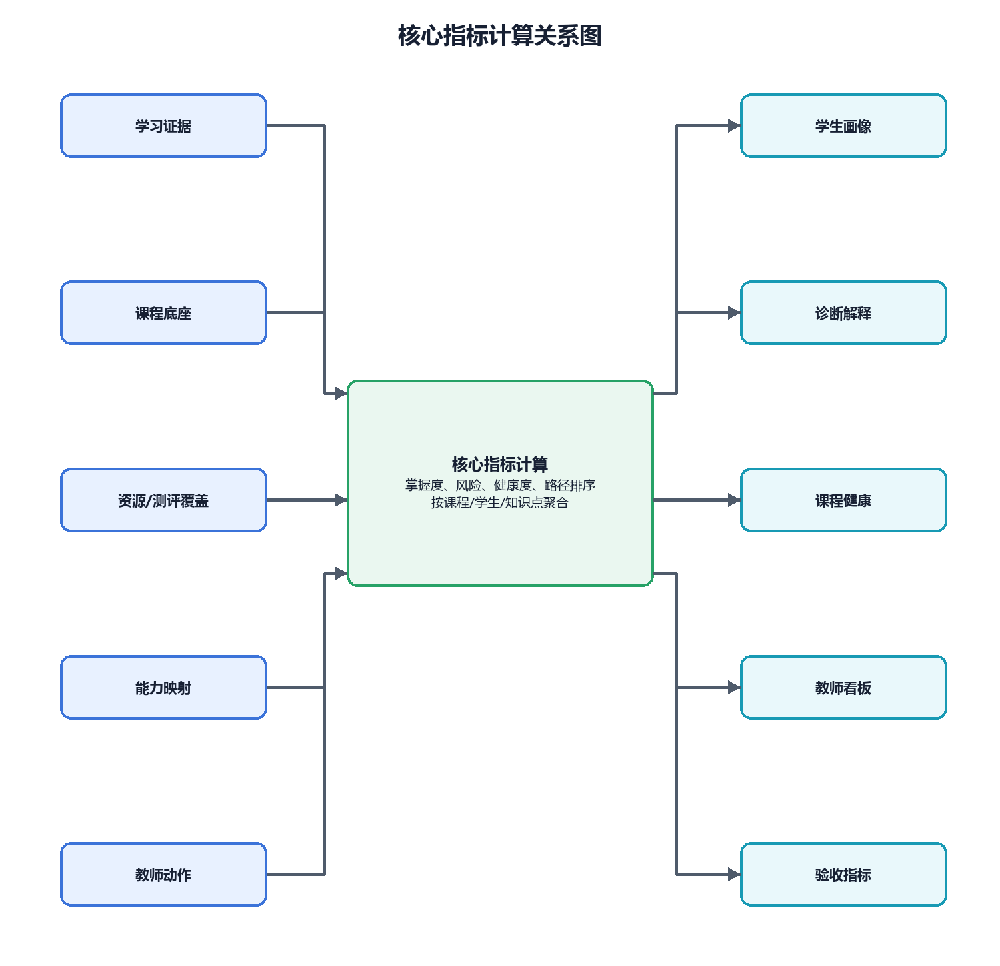 核心指标计算关系图
学习证据
学生画像
课程底座
诊断解释
核心指标计算
掌握度、风险、健康度、路径排序
按课程/学生/知识点聚合
资源/测评覆盖
课程健康
能力映射
教师看板
教师动作
验收指标